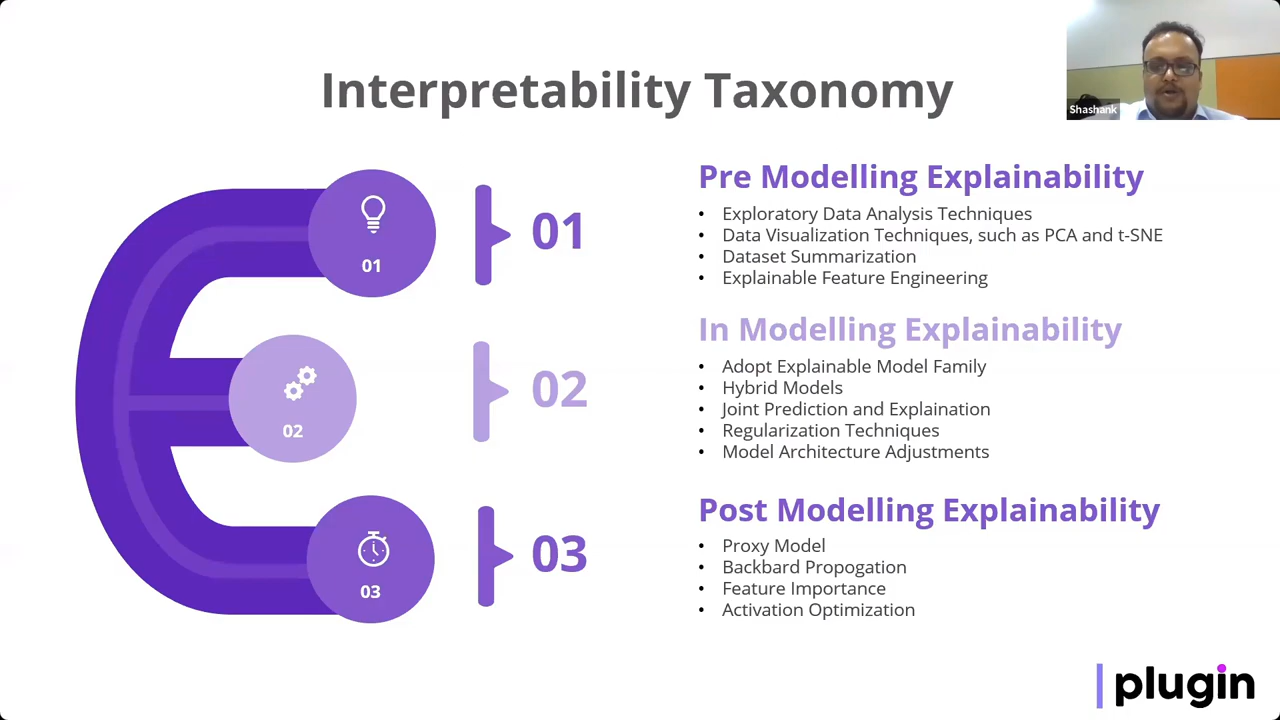 Interpretability Taxonomy
Shashank
01
01
Pre Modelling Explainability
• Exploratory Data Analysis Techniques
• Data Visualization Techniques, such as PCA and t-SNE
• Dataset Summarization
• Explainable Feature Engineering
02
02
In Modelling Explainability
• Adopt Explainable Model Family
• Hybrid Models
• Joint Prediction and Explaination
• Regularization Techniques
• Model Architecture Adjustments
03
03
Post Modelling Explainability
• Proxy Model
• Backbard Propogation
• Feature Importance
• Activation Optimization
plugin